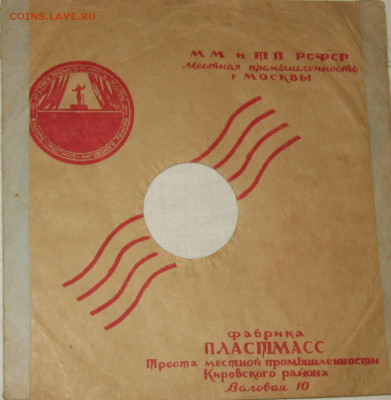 COINS.LAVE.RU
ММ и ТП РСФСР
Местная промышленность
г МОСКВЫ
фабрика
ПЛАСТМАСС
Треста местной промышленности
Кировского района
Валовая 10